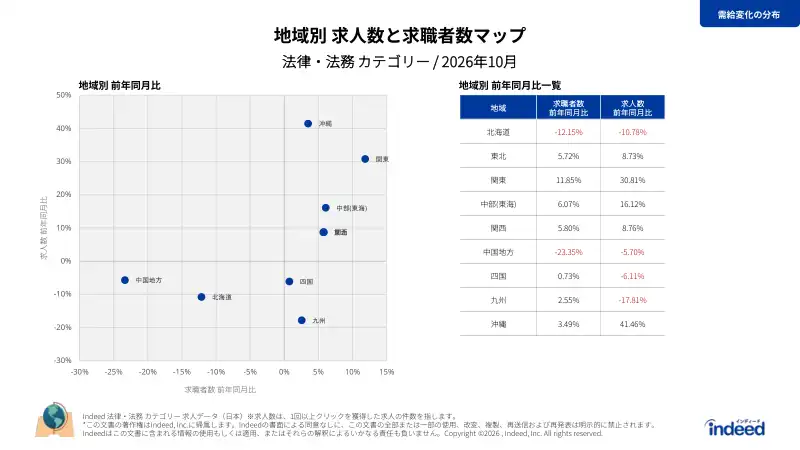 需給変化の分布
地域別 求人数と求職者数マップ
法律・法務 カテゴリー / 2026年10月
地域別 前年同月比
50%
40%
30%
20%
10%
0%
-10%
-20%
-30%
求人数 前年同月比
沖縄
関東
中部(東海)
関西
中国地方
四国
北海道
九州
-30%
-25%
-20%
-15%
-10%
-5%
0%
5%
10%
15%
求職者数 前年同月比
地域別 前年同月比一覧
地域 求職者数 前年同月比 求人数 前年同月比
北海道 -12.15% -10.78%
東北 5.72% 8.73%
関東 11.85% 30.81%
中部(東海) 6.07% 16.12%
関西 5.80% 8.76%
中国地方 -23.35% -5.70%
四国 0.73% -6.11%
九州 2.55% -17.81%
沖縄 3.49% 41.46%
Indeed 法律・法務 カテゴリー 求人データ（日本）※求人数は、1回以上クリックを獲得した求人の件数を指します。
*この文書の著作権はIndeed, Inc.に帰属します。Indeedの書面による同意なしに、この文書の全部または一部の使用、改変、複製、再送信および再発表は明示的に禁止されます。
Indeedはこの文書に含まれる情報の使用もしくは適用、またはそれらの解釈によるいかなる責任も負いません。Copyright ©2026 , Indeed, Inc. All rights reserved.
インディード
indeed